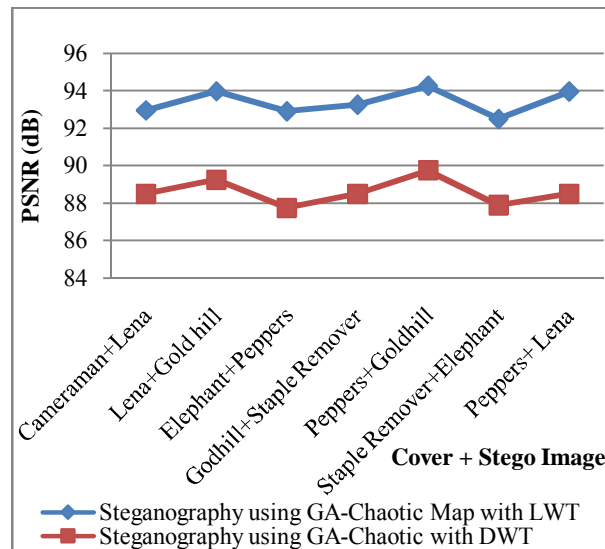 96
94
92
90
88
86
84
PSNR (dB)
Cameraman+Lena
Lena+Gold hill
Elephant+Peppers
Godhill+Staple Remover
Peppers+Goldhill
Staple Remover+Elephant
Peppers+ Lena
Cover + Stego Image
Steganography using GA-Chaotic Map with LWT
Steganography using GA-Chaotic with DWT